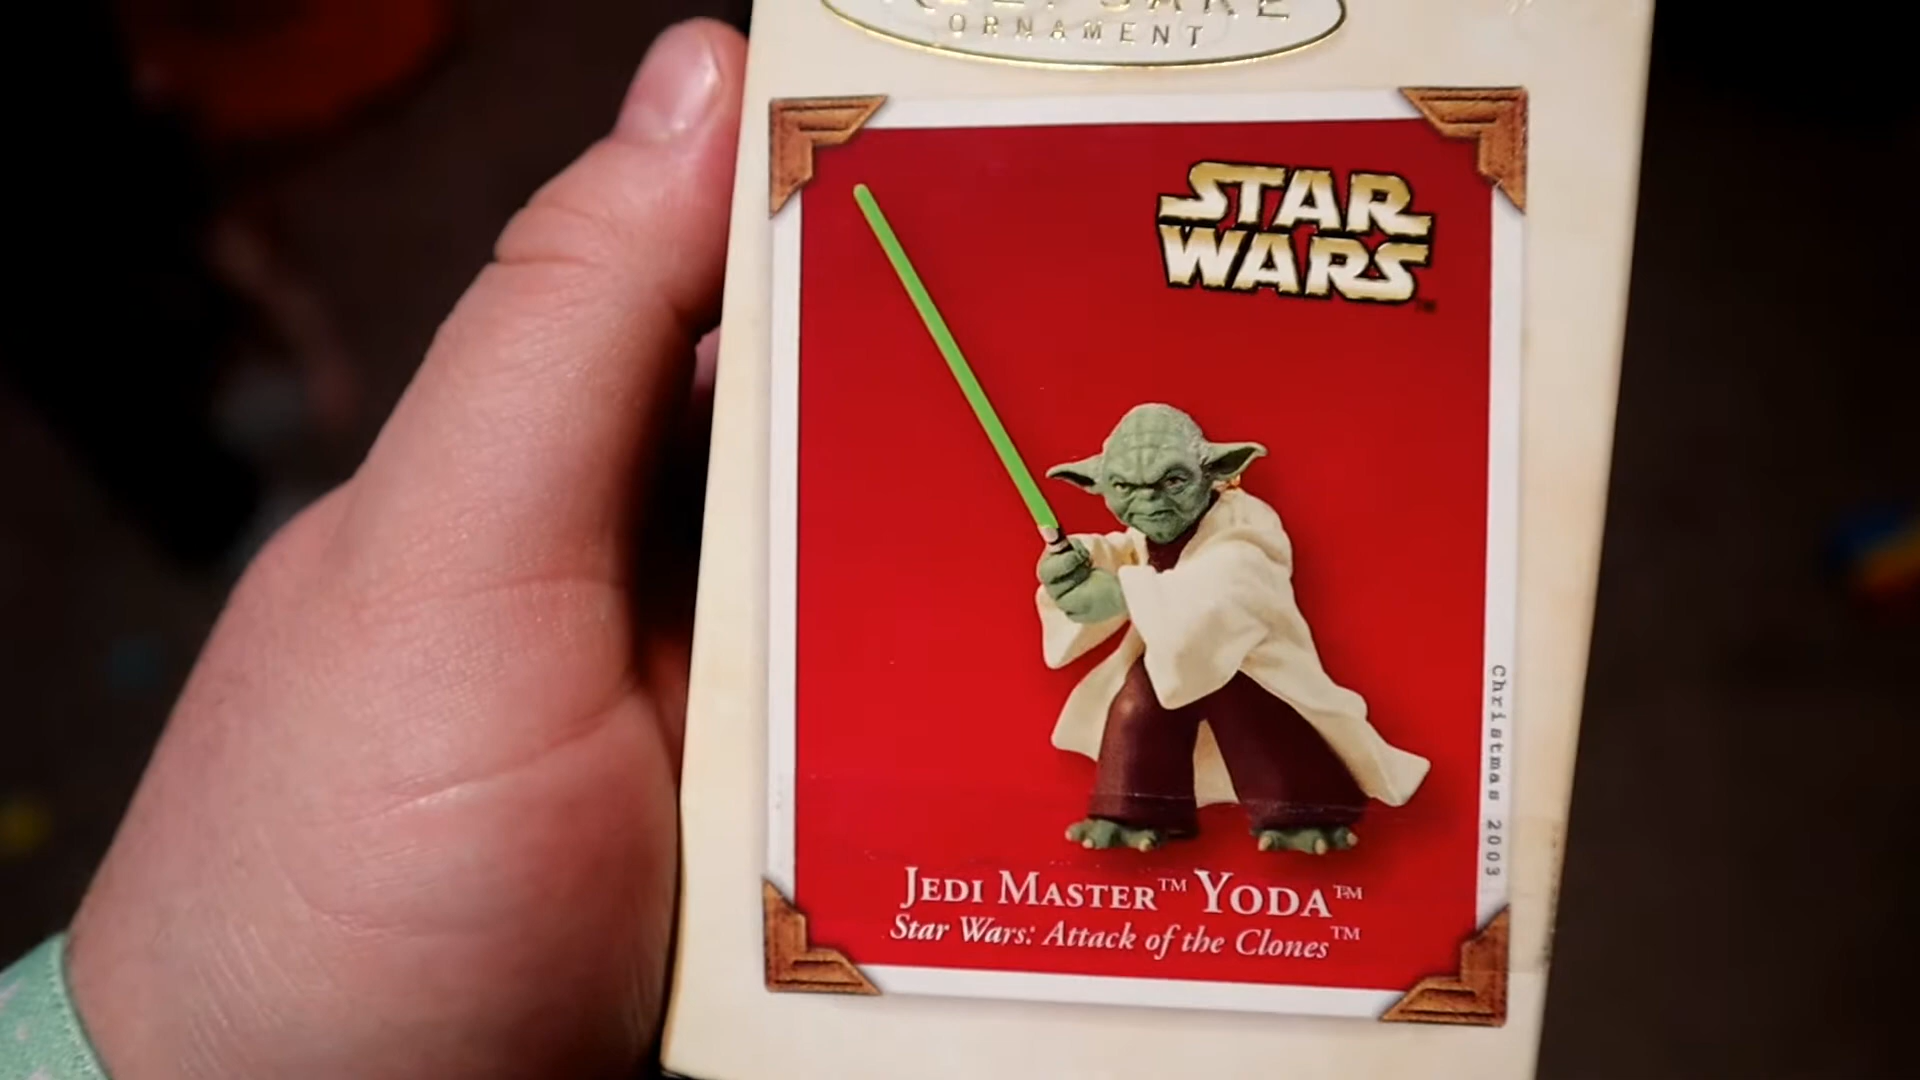 ORNAMENT
STAR
WARS
Christmas 2003
JEDI MASTER™ YODA™
Star Wars: Attack of the Clones™